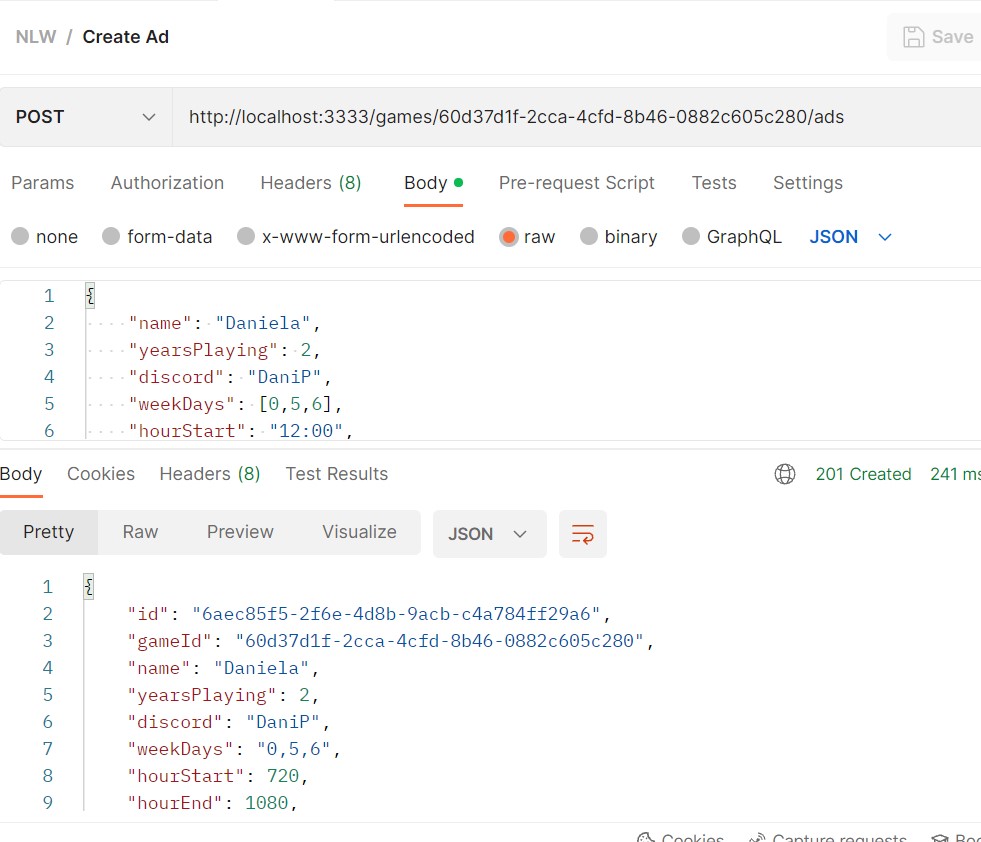 NLW / Create Ad Save
POST http://localhost:3333/games/60d37d1f-2cca-4cfd-8b46-0882c605c280/ads
Params Authorization Headers (8) Body Pre-request Script Tests Settings
none form-data x-www-form-urlencoded raw binary GraphQL JSON
1 {
2 "name": "Daniela",
3 "yearsPlaying": 2,
4 "discord": "DaniP",
5 "weekDays": [0,5,6],
6 "hourStart": "12:00",
Body Cookies Headers (8) Test Results 201 Created 241 ms
Pretty Raw Preview Visualize JSON
1 {
2 "id": "6aec85f5-2f6e-4d8b-9acb-c4a784ff29a6",
3 "gameId": "60d37d1f-2cca-4cfd-8b46-0882c605c280",
4 "name": "Daniela",
5 "yearsPlaying": 2,
6 "discord": "DaniP",
7 "weekDays": "0,5,6",
8 "hourStart": 720,
9 "hourEnd": 1080,
Cookies Capture requests